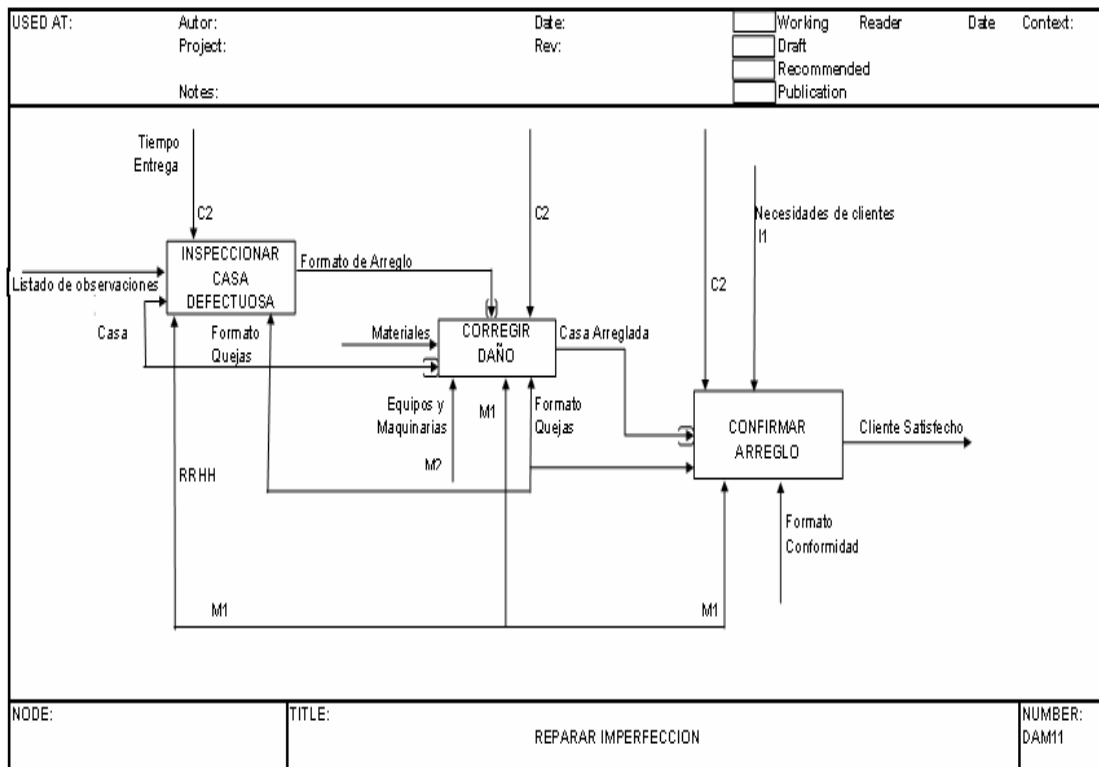 USED AT:
Autor:
Date:
Working
Reader
Date
Context:
Project:
Rev:
Draft
Recommended
Notes:
Publication
Tiempo
Entrega
C2
C2
Necesidades de clientes
I1
INSPECCIONAR
CASA
DEFECTUOSA
Formato de Arreglo
Listado de observaciones
C2
Casa
Formato
Quejas
Materiales
CORREGIR
DAÑO
Casa Arreglada
Equipos y
Maquinarias
M1
Formato
Quejas
CONFIRMAR
ARREGLO
Cliente Satisfecho
M2
RRHH
Formato
Conformidad
M1
M1
NODE:
TITLE:
REPARAR IMPERFECCION
NUMBER:
DAM11